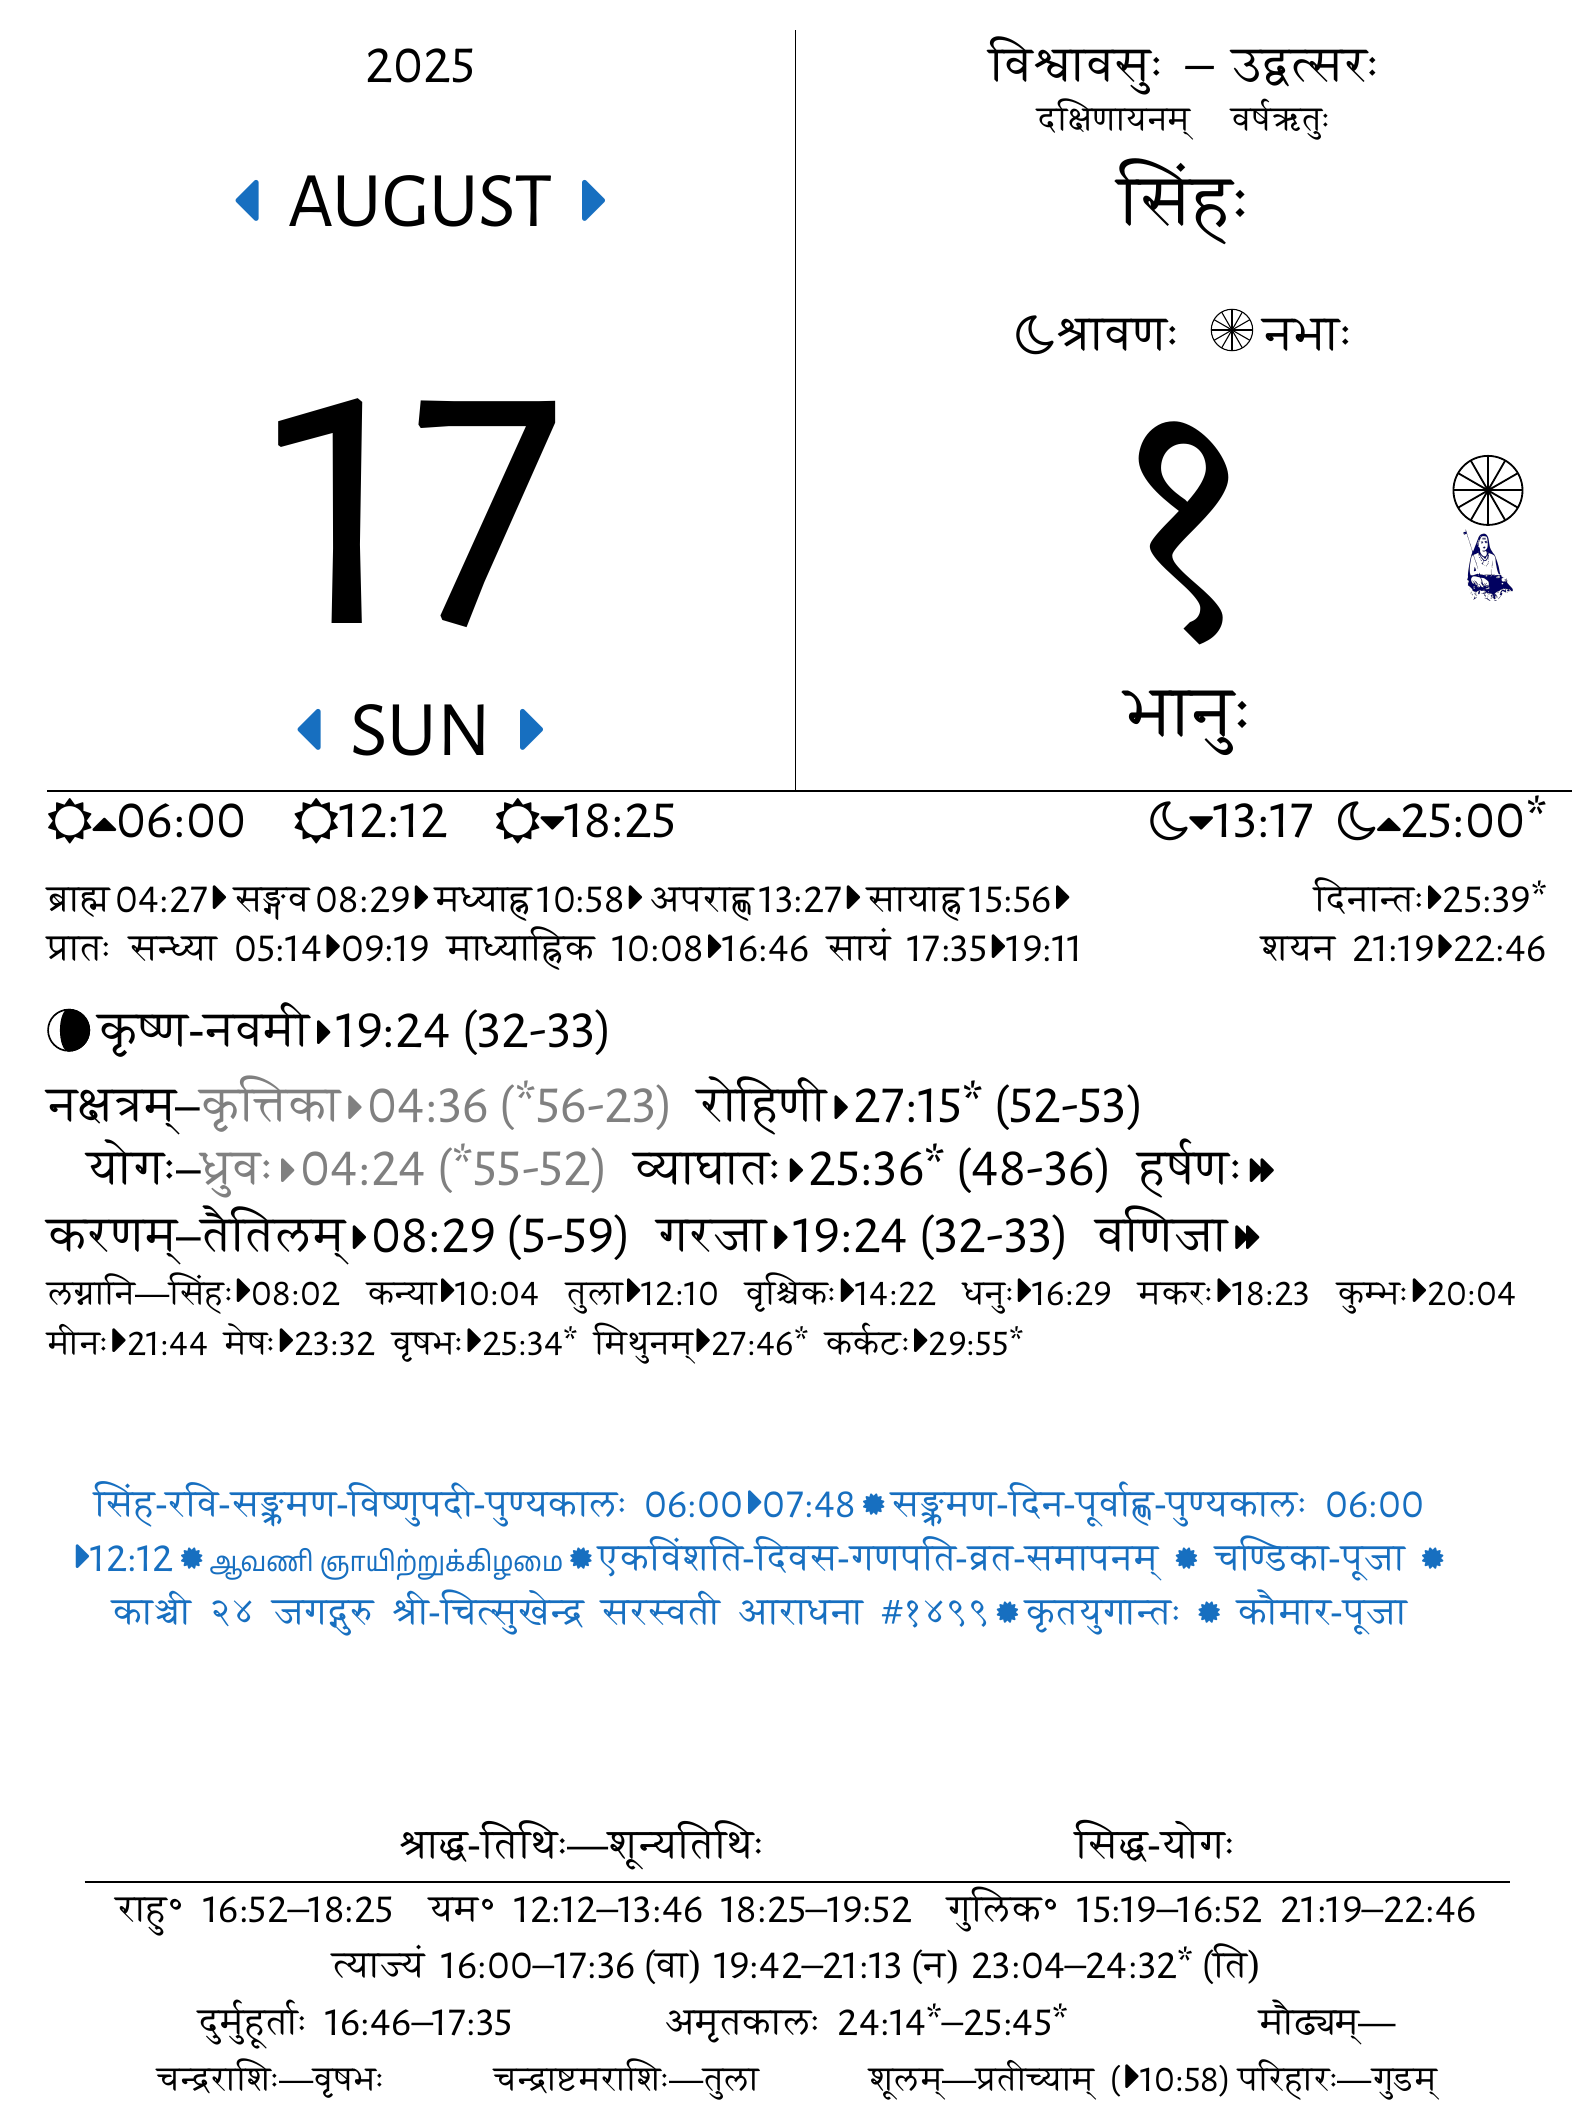 2025
AUGUST
17
SUN
विश्वावसुः – उद्वत्सरः
दक्षिणायनम् वर्षऋतुः
सिंहः
श्रावणः नभाः
१
भानुः
06:00 12:12 18:25 13:17 25:00*
ब्राह्म 04:27 सङ्गव 08:29 मध्याह्न 10:58 अपराह्ण 13:27 सायाह्न 15:56 दिनान्तः 25:39*
प्रातः सन्ध्या 05:14 09:19 माध्याह्निक 10:08 16:46 सायं 17:35 19:11 शयन 21:19 22:46
कृष्ण-नवमी 19:24 (32-33)
नक्षत्रम्–कृत्तिका 04:36 (*56-23) रोहिणी 27:15* (52-53)
योगः–ध्रुवः 04:24 (*55-52) व्याघातः 25:36* (48-36) हर्षणः
करणम्–तैतिलम् 08:29 (5-59) गरजा 19:24 (32-33) वणिजा
लग्नानि—सिंहः 08:02 कन्या 10:04 तुला 12:10 वृश्चिकः 14:22 धनुः 16:29 मकरः 18:23 कुम्भः 20:04
मीनः 21:44 मेषः 23:32 वृषभः 25:34* मिथुनम् 27:46* कर्कटः 29:55*
सिंह-रवि-सङ्क्रमण-विष्णुपदी-पुण्यकालः 06:00 07:48 सङ्क्रमण-दिन-पूर्वाह्ण-पुण्यकालः 06:00
12:12 ஆவணி ஞாயிற்றுக்கிழமை एकविंशति-दिवस-गणपति-व्रत-समापनम् चण्डिका-पूजा
काञ्ची २४ जगद्गुरु श्री-चित्सुखेन्द्र सरस्वती आराधना #१४९९ कृतयुगान्तः कौमार-पूजा
श्राद्ध-तिथिः—शून्यतिथिः सिद्ध-योगः
राहु॰ 16:52–18:25 यम॰ 12:12–13:46 18:25–19:52 गुलिक॰ 15:19–16:52 21:19–22:46
त्याज्यं 16:00–17:36 (वा) 19:42–21:13 (न) 23:04–24:32* (ति)
दुर्मुहूर्ताः 16:46–17:35 अमृतकालः 24:14*–25:45* मौढ्यम्—
चन्द्रराशिः—वृषभः चन्द्राष्टमराशिः—तुला शूलम्—प्रतीच्याम् (10:58) परिहारः—गुडम्